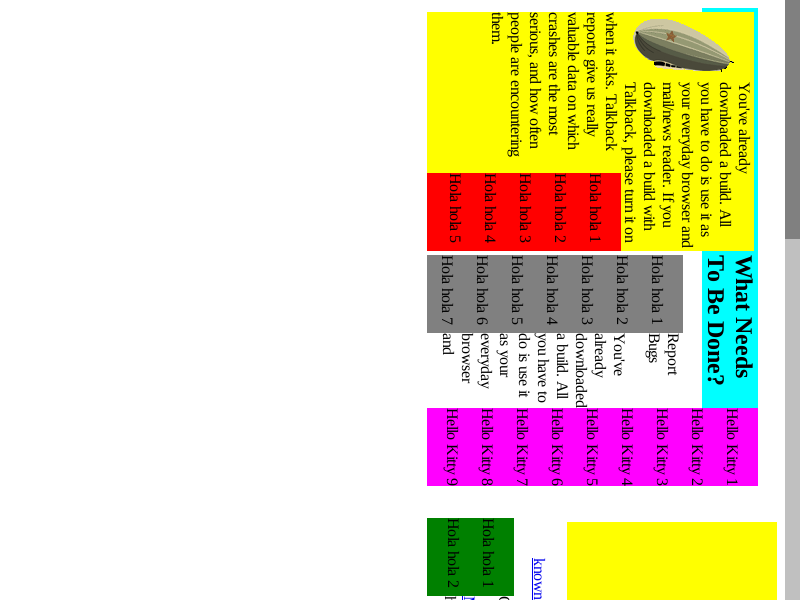 You've already
downloaded a build. All
you have to do is use it as
your everyday browser and
mail/news reader. If you
downloaded a build with
Talkback, please turn it on
when it asks. Talkback
reports give us really
valuable data on which
crashes are the most
serious, and how often
people are encountering
them.
Hola hola 1
Hola hola 2
Hola hola 3
Hola hola 4
Hola hola 5
What Needs
To Be Done?
Hola hola 1
Hola hola 2
Hola hola 3
Hola hola 4
Hola hola 5
Hola hola 6
Hola hola 7
Report
Bugs
You've
already
downloaded
a build. All
you have to
do is use it
as your
everyday
browser
and
Hello Kitty 1
Hello Kitty 2
Hello Kitty 3
Hello Kitty 4
Hello Kitty 5
Hello Kitty 6
Hello Kitty 7
Hello Kitty 8
Hello Kitty 9
known
Hola hola 1
Hola hola 2